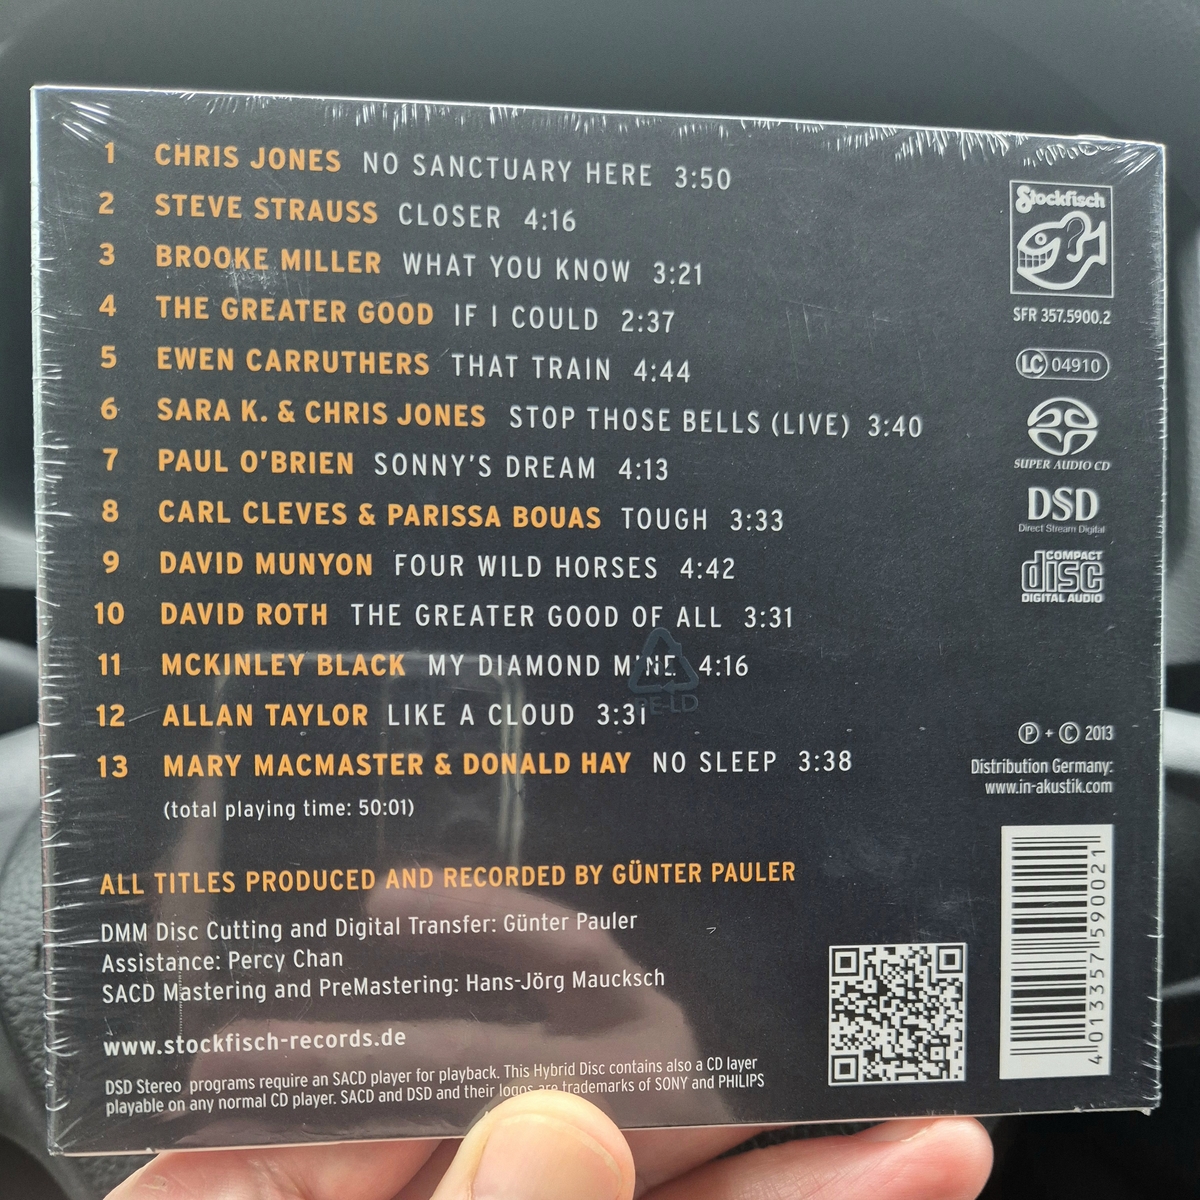 1 CHRIS JONES NO SANCTUARY HERE 3:50
2 STEVE STRAUSS CLOSER 4:16
3 BROOKE MILLER WHAT YOU KNOW 3:21
4 THE GREATER GOOD IF I COULD 2:37
5 EWEN CARRUTHERS THAT TRAIN 4:44
6 SARA K. & CHRIS JONES STOP THOSE BELLS (LIVE) 3:40
7 PAUL O'BRIEN SONNY'S DREAM 4:13
8 CARL CLEVES & PARISSA BOUAS TOUGH 3:33
9 DAVID MUNYON FOUR WILD HORSES 4:42
10 DAVID ROTH THE GREATER GOOD OF ALL 3:31
11 MCKINLEY BLACK MY DIAMOND MINE 4:16
12 ALLAN TAYLOR LIKE A CLOUD 3:31
13 MARY MACMASTER & DONALD HAY NO SLEEP 3:38
(total playing time: 50:01)
PE-LD
ALL TITLES PRODUCED AND RECORDED BY GÜNTER PAULER
DMM Disc Cutting and Digital Transfer: Günter Pauler
Assistance: Percy Chan
SACD Mastering and PreMastering: Hans-Jörg Maucksch
www.stockfisch-records.de
DSD Stereo programs require an SACD player for playback. This Hybrid Disc contains also a CD layer
playable on any normal CD player. SACD and DSD and their logos are trademarks of SONY and PHILIPS
Stockfisch
SFR 357.5900.2
LC 04910
SUPER AUDIO CD
DSD
Direct Stream Digital
COMPACT
disc
DIGITAL AUDIO
Ⓟ + Ⓒ 2013
Distribution Germany:
www.in-akustik.com
4 013357 590021